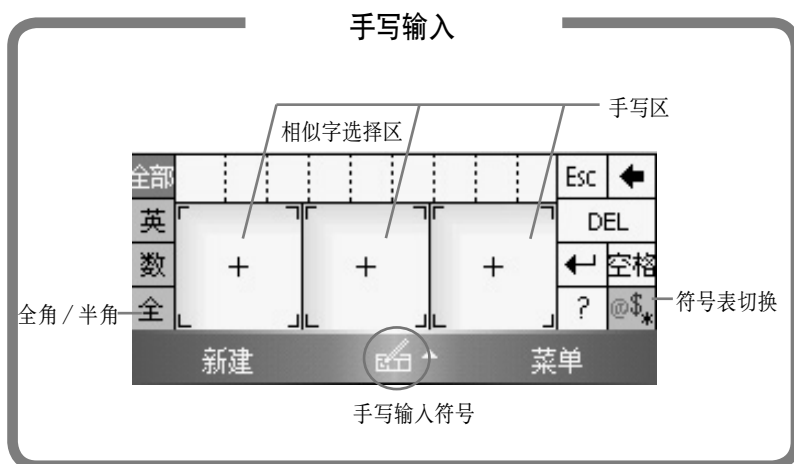 手写输入
手写区
相似字选择区
全部
Esc
英
DEL
数
空格
全角 / 半角
全
?
@$*
符号表切换
新建
菜单
手写输入符号